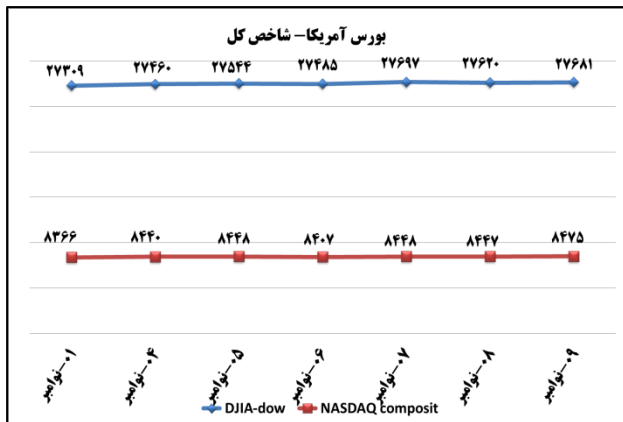 بورس آمریکا– شاخص کل
۲۷۳۰۹ ۲۷۴۶۰ ۲۷۵۴۴ ۲۷۴۸۵ ۲۷۶۹۷ ۲۷۶۲۰ ۲۷۶۸۱
۸۳۶۶ ۸۴۴۰ ۸۴۴۸ ۸۴۰۷ ۸۴۴۸ ۸۴۴۷ ۸۴۷۵
۰۱-نوامبر ۰۴-نوامبر ۰۵-نوامبر ۰۶-نوامبر ۰۷-نوامبر ۰۸-نوامبر ۰۹-نوامبر
DJIA-dow NASDAQ composit